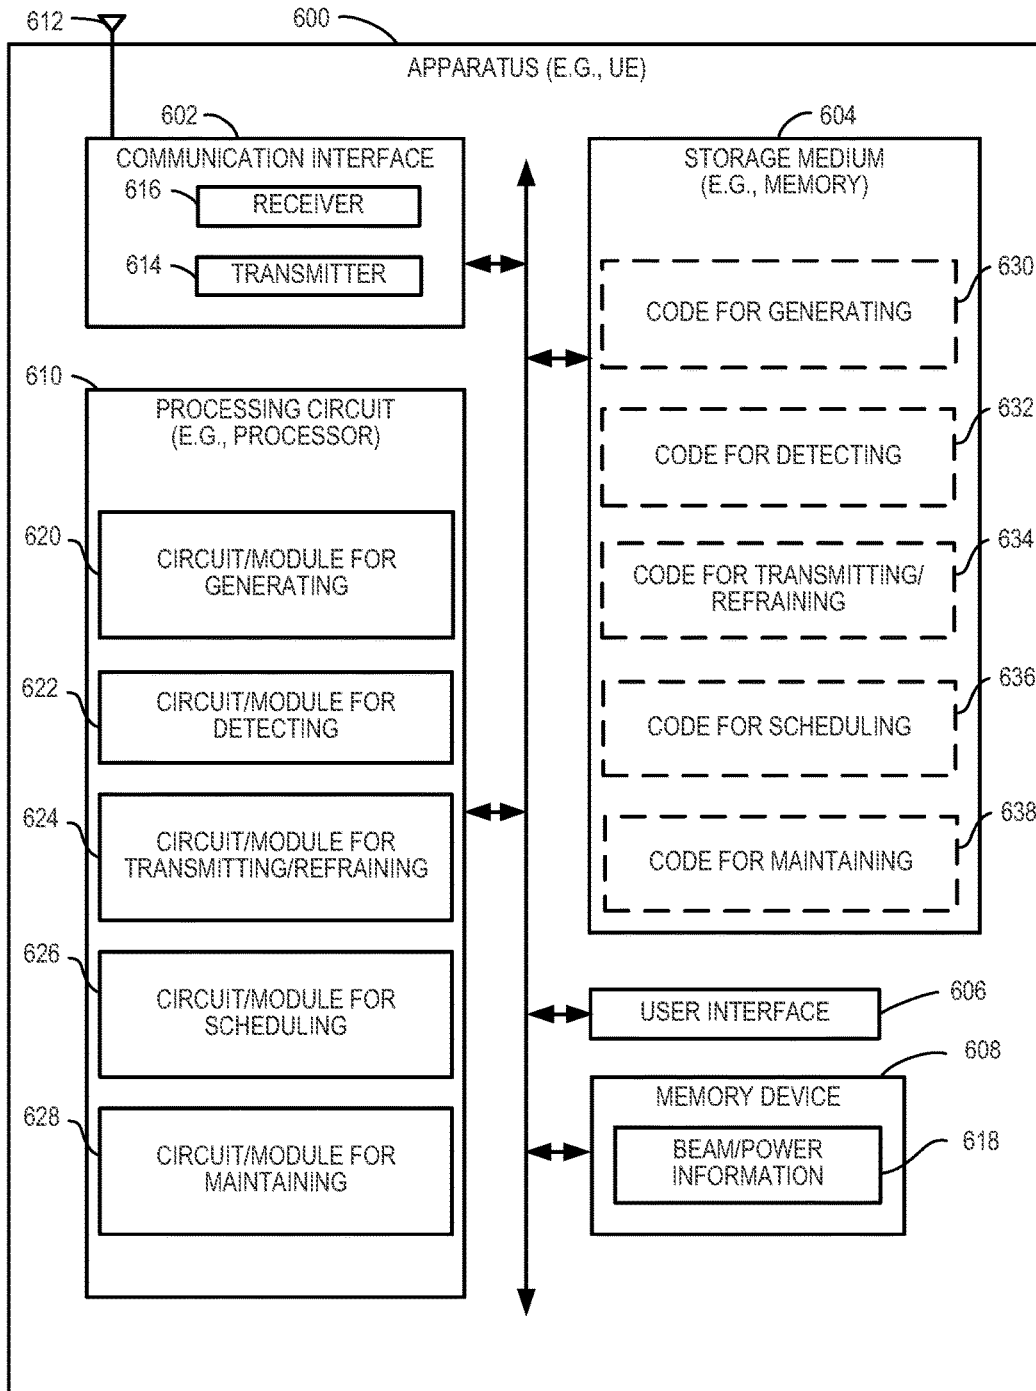 612
600
APPARATUS (E.G., UE)
602
COMMUNICATION INTERFACE
616
RECEIVER
614
TRANSMITTER
604
STORAGE MEDIUM
(E.G., MEMORY)
630
CODE FOR GENERATING
632
CODE FOR DETECTING
634
CODE FOR TRANSMITTING/
REFRAINING
636
CODE FOR SCHEDULING
638
CODE FOR MAINTAINING
610
PROCESSING CIRCUIT
(E.G., PROCESSOR)
620
CIRCUIT/MODULE FOR
GENERATING
622
CIRCUIT/MODULE FOR
DETECTING
624
CIRCUIT/MODULE FOR
TRANSMITTING/REFRAINING
626
CIRCUIT/MODULE FOR
SCHEDULING
628
CIRCUIT/MODULE FOR
MAINTAINING
606
USER INTERFACE
608
MEMORY DEVICE
618
BEAM/POWER
INFORMATION